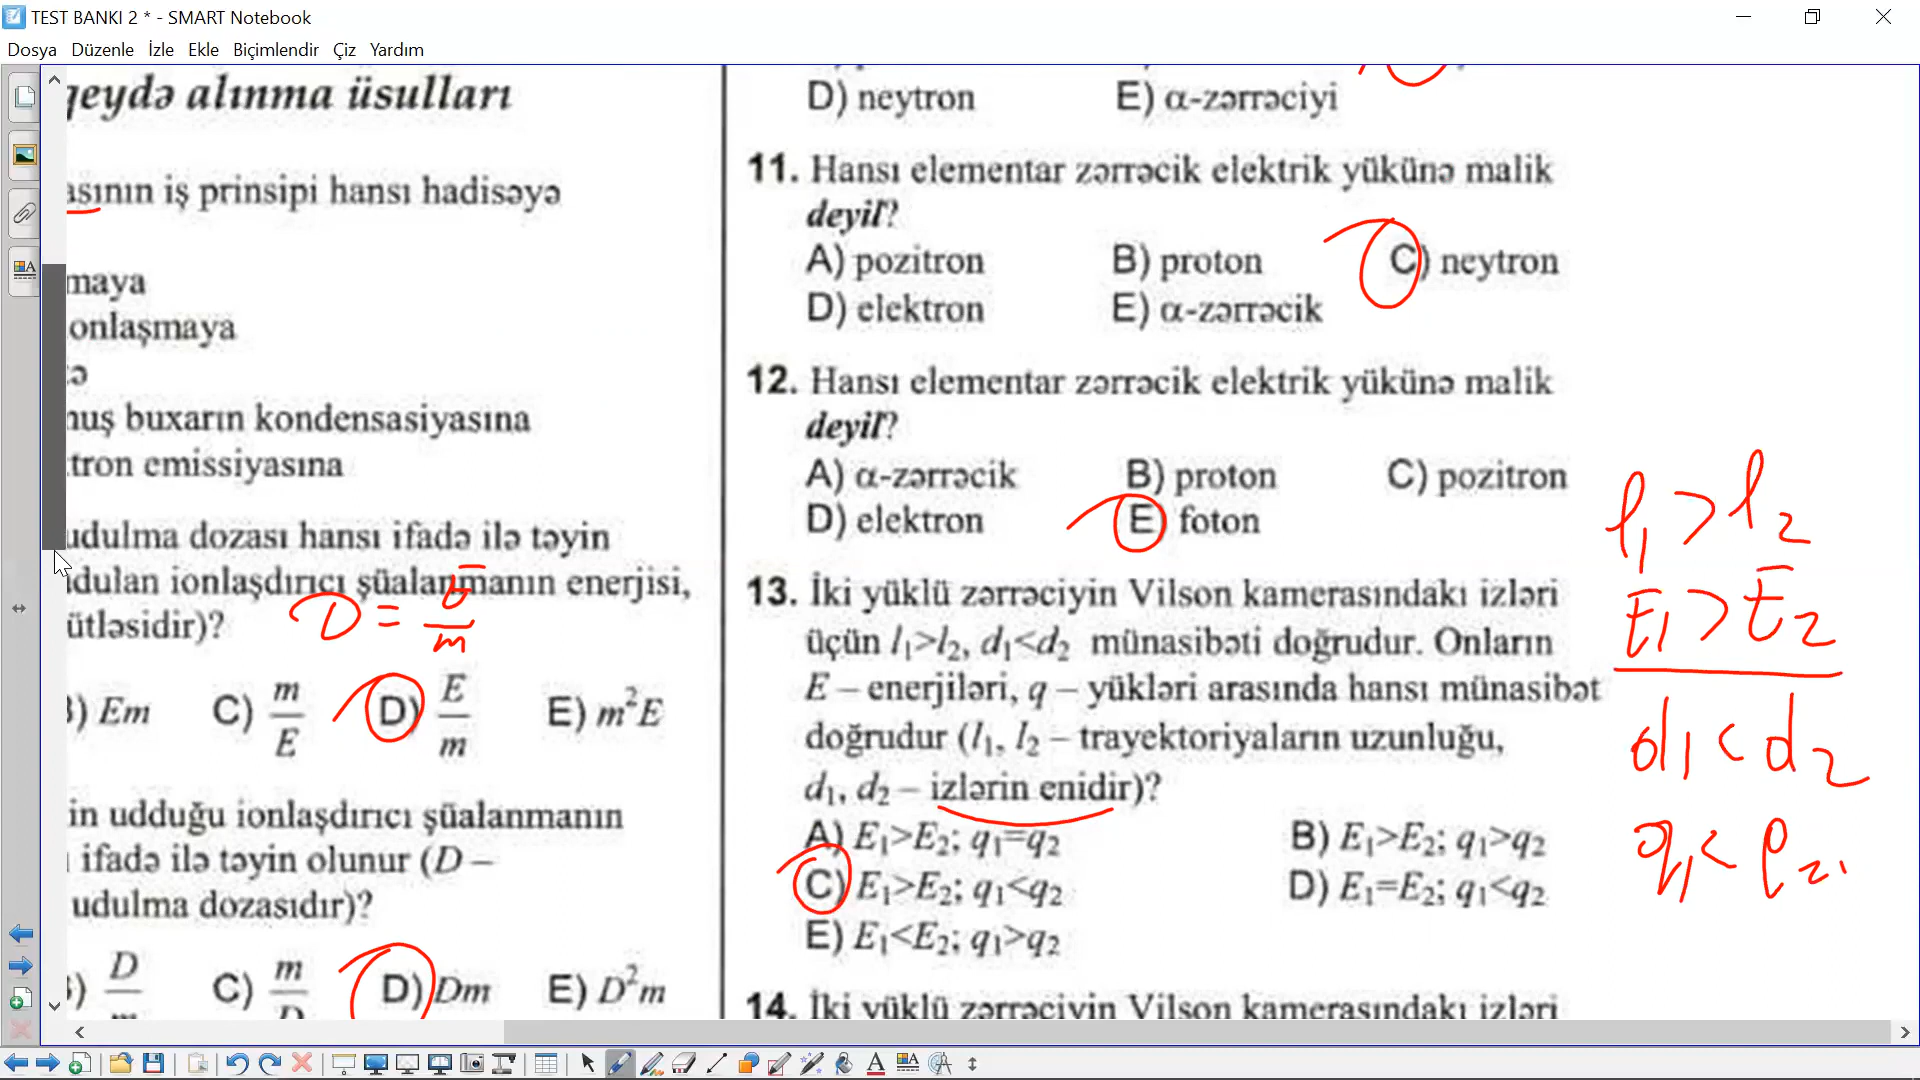 TEST BANKI 2 * - SMART Notebook
Dosya Düzenle İzle Ekle Biçimlendir Çiz Yardım
qeydə alınma üsulları
asının iş prinsipi hansı hadisəyə
maya
onlaşmaya
ə
muş buxarın kondensasiyasına
tron emissiyasına
udulma dozası hansı ifadə ilə təyin
udulan ionlaşdırıcı şüalanmanın enerjisi,
ütləsidir)?
D = E/m
B) Em C) m/E D) E/m E) m²E
in udduğu ionlaşdırıcı şüalanmanın
ifadə ilə təyin olunur (D –
udulma dozasıdır)?
B) D/m C) m/D D) Dm E) D²m
D) neytron E) α-zərrəciyi
11. Hansı elementar zərrəcik elektrik yükünə malik
deyil?
A) pozitron B) proton C) neytron
D) elektron E) α-zərrəcik
12. Hansı elementar zərrəcik elektrik yükünə malik
deyil?
A) α-zərrəcik B) proton C) pozitron
D) elektron E) foton
13. İki yüklü zərrəciyin Vilson kamerasındakı izləri
üçün l₁>l₂, d₁<d₂ münasibəti doğrudur. Onların
E – enerjiləri, q – yükləri arasında hansı münasibət
doğrudur (l₁, l₂ – trayektoriyaların uzunluğu,
d₁, d₂ – izlərin enidir)?
A) E₁>E₂; q₁=q₂ B) E₁>E₂; q₁>q₂
C) E₁>E₂; q₁<q₂ D) E₁=E₂; q₁<q₂
E) E₁<E₂; q₁>q₂
14. İki yüklü zərrəciyin Vilson kamerasındakı izləri
l₁ > l₂
E₁ > E₂
d₁ < d₂
q₁ < q₂